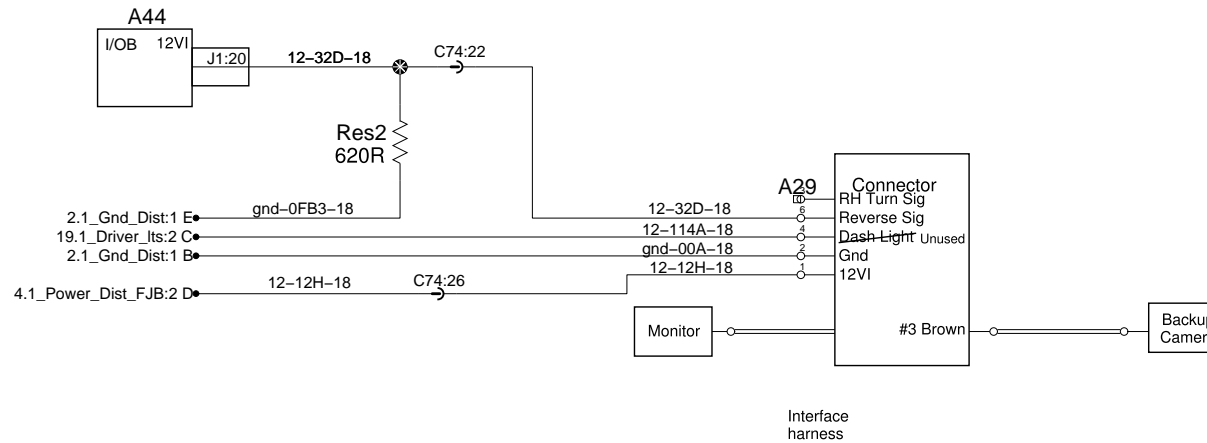 A44
I/OB 12VI
J1:20
12-32D-18
C74:22
Res2
620R
A29
Connector
RH Turn Sig
2.1_Gnd_Dist:1 E
gnd-0FB3-18
12-32D-18
6
Reverse Sig
19.1_Driver_lts:2 C
12-114A-18
4
Dash Light Unused
2.1_Gnd_Dist:1 B
gnd-00A-18
2
Gnd
12-12H-18
1
12VI
4.1_Power_Dist_FJB:2 D
12-12H-18
C74:26
Monitor
#3 Brown
Backup
Camer
Interface
harness